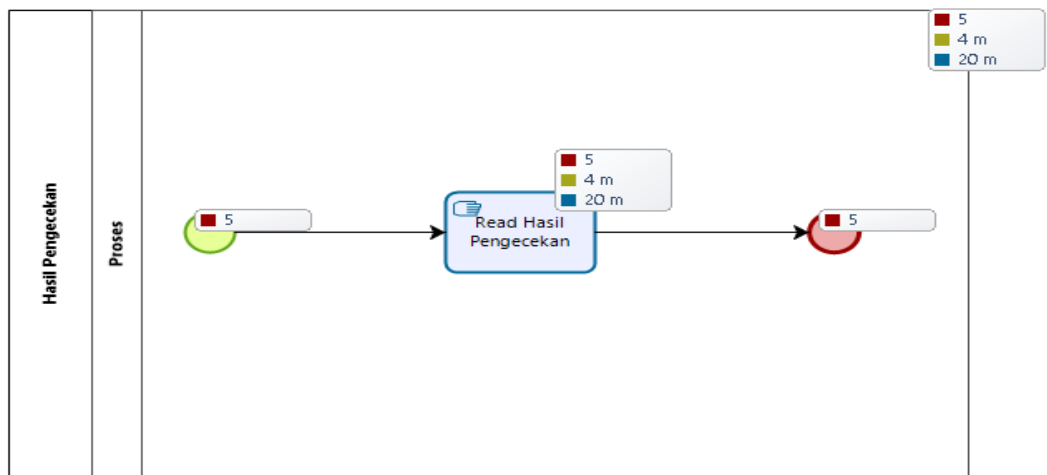 Hasil Pengecekan
Proses
5
4 m
20 m
5
5
4 m
20 m
Read Hasil
Pengecekan
5